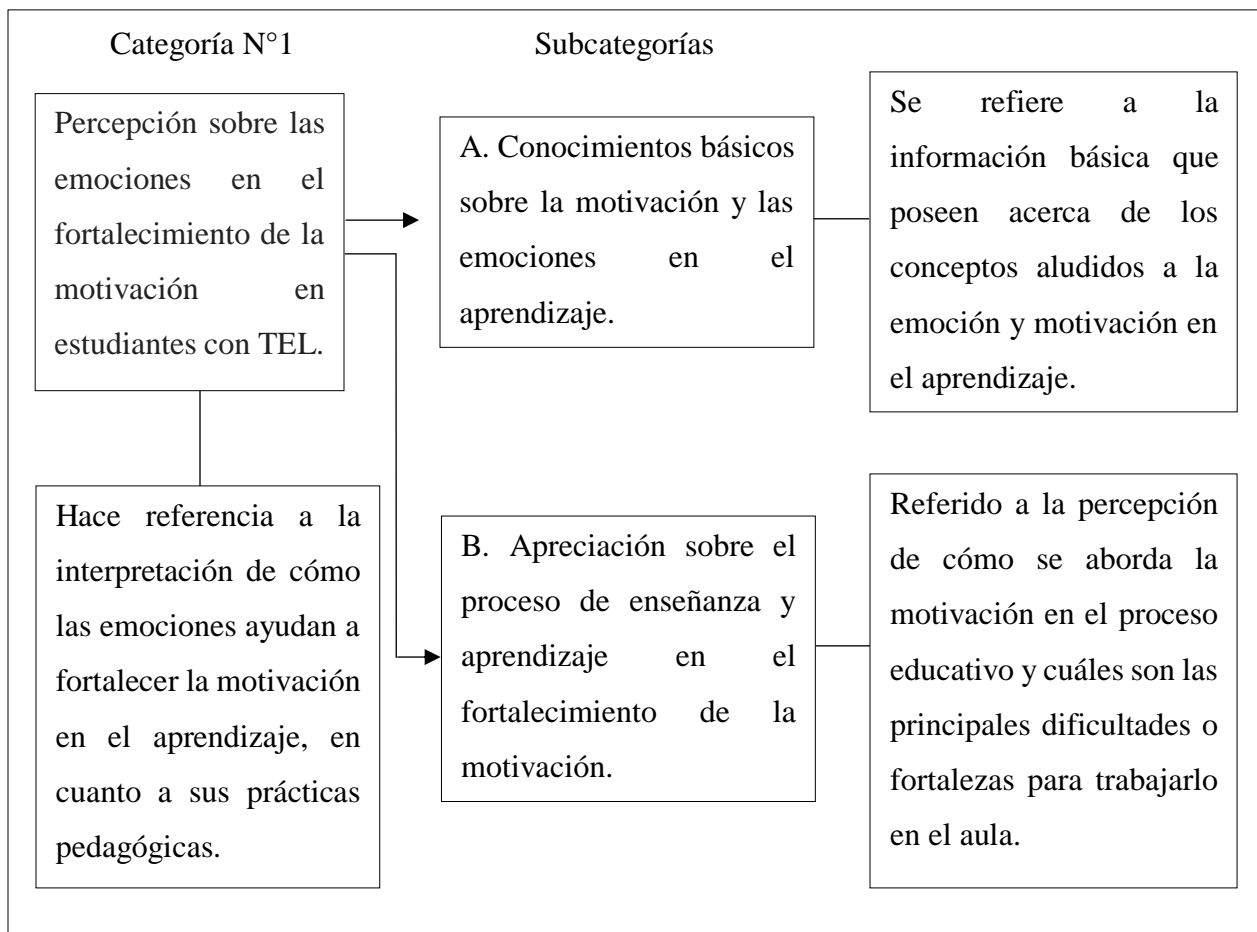 Categoría N°1
Subcategorías
Percepción sobre las
emociones en el
fortalecimiento de la
motivación en
estudiantes con TEL.
A. Conocimientos básicos
sobre la motivación y las
emociones en el
aprendizaje.
Se refiere a la
información básica que
poseen acerca de los
conceptos aludidos a la
emoción y motivación en
el aprendizaje.
Hace referencia a la
interpretación de cómo
las emociones ayudan a
fortalecer la motivación
en el aprendizaje, en
cuanto a sus prácticas
pedagógicas.
B. Apreciación sobre el
proceso de enseñanza y
aprendizaje en el
fortalecimiento de la
motivación.
Referido a la percepción
de cómo se aborda la
motivación en el proceso
educativo y cuáles son las
principales dificultades o
fortalezas para trabajarlo
en el aula.